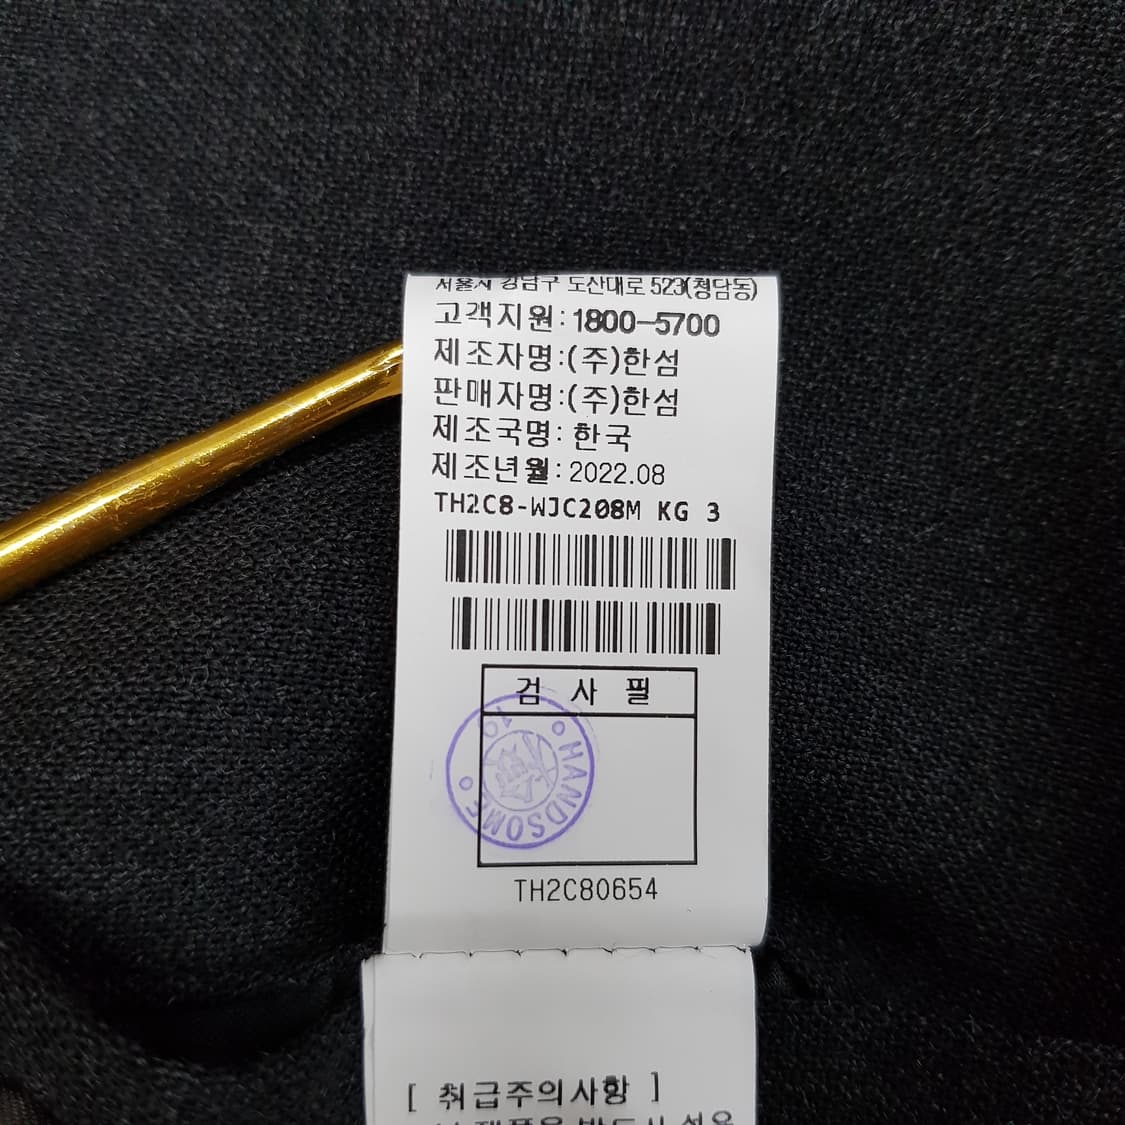 서울시 강남구 도산대로 523(청담동)
고객지원:1800-5700
제조자명:(주)한섬
판매자명:(주)한섬
제조국명: 한국
제조년월:2022.08
TH2C8-WJC208M KG 3
검 사 필
HANDSOME
TH2C80654
[ 취급주의사항 ]